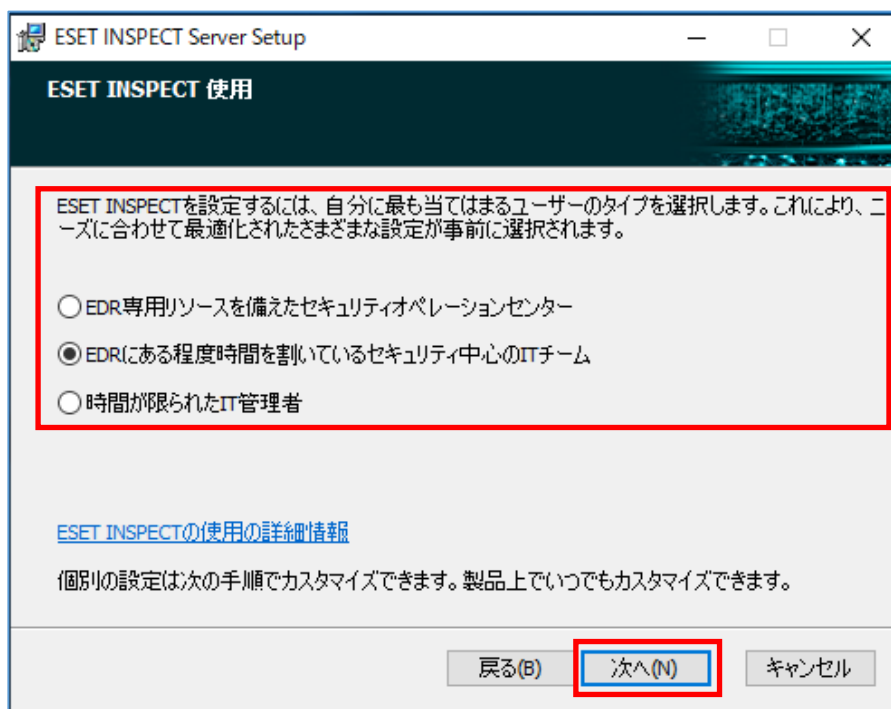 ESET INSPECT Server Setup
ESET INSPECT 使用
ESET INSPECTを設定するには、自分に最も当てはまるユーザーのタイプを選択します。これにより、ニ
ーズに合わせて最適化されたさまざまな設定が事前に選択されます。
EDR専用リソースを備えたセキュリティオペレーションセンター
EDRにある程度時間を割いているセキュリティ中心のITチーム
時間が限られたIT管理者
ESET INSPECTの使用の詳細情報
個別の設定は次の手順でカスタマイズできます。製品上でいつでもカスタマイズできます。
戻る(B) 次へ(N) キャンセル